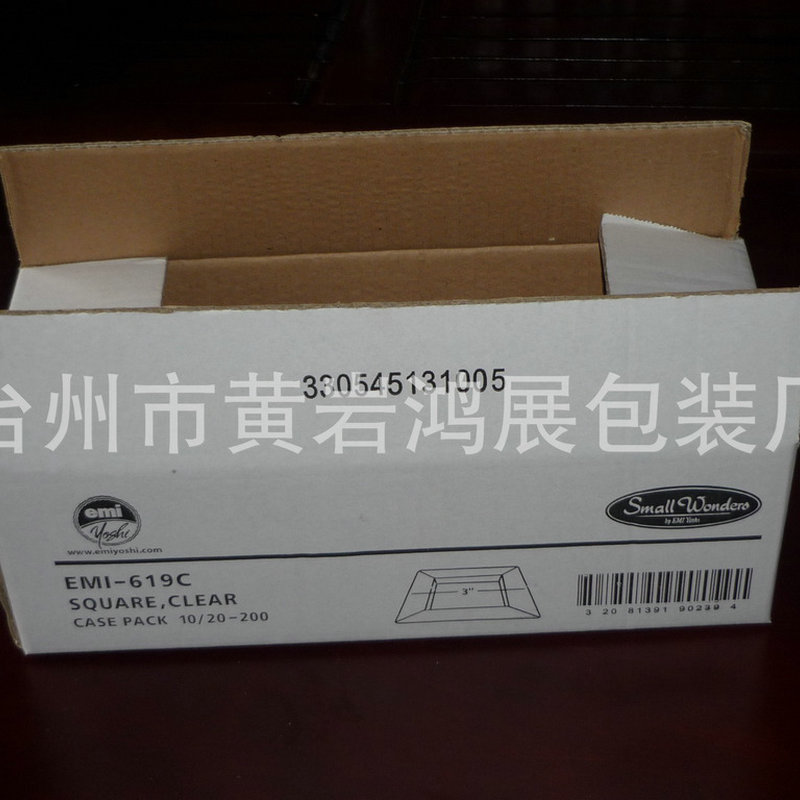 330545131005
台州市黄岩鸿展包装厂
emi
Yoshi
www.emiyoshi.com
Small Wonders
by EMI Yoshi
EMI-619C
SQUARE,CLEAR
CASE PACK 10/20-200
3"
3 20 81391 90239 4